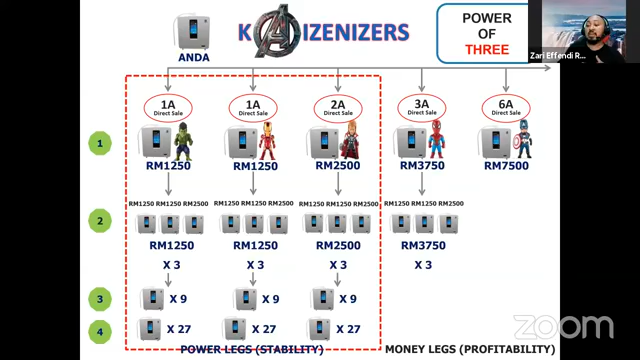 KAIZENIZERS
POWER
OF
THREE
Zari Effendi R...
ANDA
1A
Direct Sale
1A
Direct Sale
2A
Direct Sale
3A
Direct Sale
6A
Direct Sale
1
RM1250
RM1250
RM2500
RM3750
RM7500
RM1250 RM1250 RM2500
RM1250 RM1250 RM2500
RM1250 RM1250 RM2500
RM1250 RM1250 RM2500
2
RM1250
RM1250
RM2500
RM3750
X 3
X 3
X 3
X 3
3
X 9
X 9
X 9
4
X 27
X 27
X 27
zoom
POWER LEGS (STABILITY)
MONEY LEGS (PROFITABILITY)